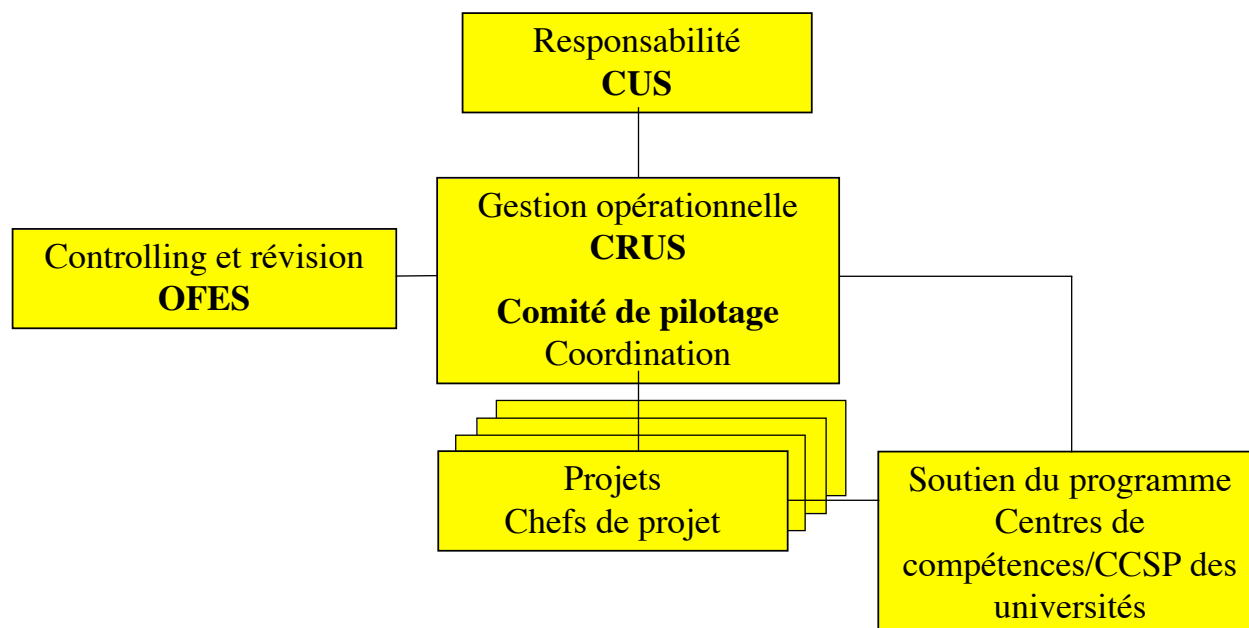 Responsabilité
CUS
Gestion opérationnelle
CRUS
Comité de pilotage
Coordination
Controlling et révision
OFES
Projets
Chefs de projet
Soutien du programme
Centres de
compétences/CCSP des
universités